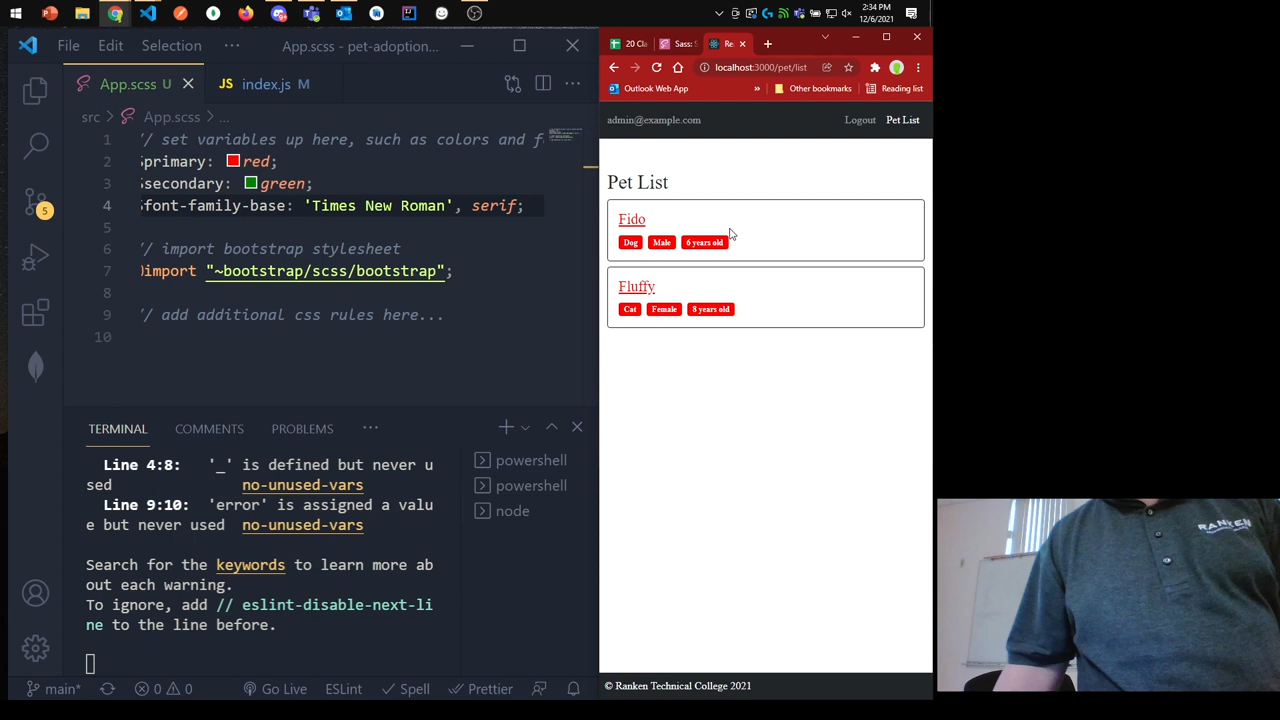 2:34 PM
12/6/2021
File Edit Selection ··· App.scss - pet-adoption...
App.scss U
index.js M
src > App.scss > ...
1 // set variables up here, such as colors and f
2 $primary: red;
3 $secondary: green;
4 $font-family-base: 'Times New Roman', serif;
5
6 // import bootstrap stylesheet
7 @import "~bootstrap/scss/bootstrap";
8
9 // add additional css rules here...
10
TERMINAL COMMENTS PROBLEMS ···
Line 4:8: '_' is defined but never u
sed no-unused-vars
Line 9:10: 'error' is assigned a valu
e but never used no-unused-vars
Search for the keywords to learn more ab
out each warning.
To ignore, add // eslint-disable-next-li
ne to the line before.
powershell
powershell
node
main* 0 0 Go Live ESLint Spell Prettier
20 Cla
Sass: S
Re
localhost:3000/pet/list
Outlook Web App » Other bookmarks Reading list
admin@example.com Logout Pet List
Pet List
Fido
Dog Male 6 years old
Fluffy
Cat Female 8 years old
© Ranken Technical College 2021
RANKEN